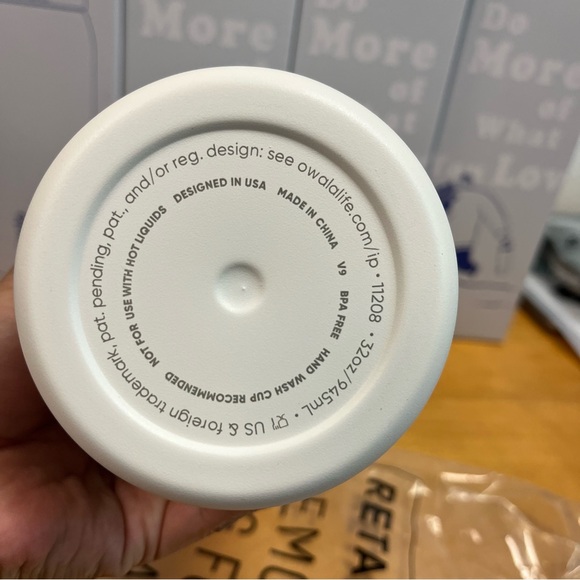 Do
More
of
Do
More
of
What
You Love
US & foreign trademark, pat. pending, pat., and/or reg. design: see owalalife.com/ip • 11208 • 32oz/945mL •
NOT FOR USE WITH HOT LIQUIDS DESIGNED IN USA MADE IN CHINA V9 BPA FREE HAND WASH CUP RECOMMENDED
RETA